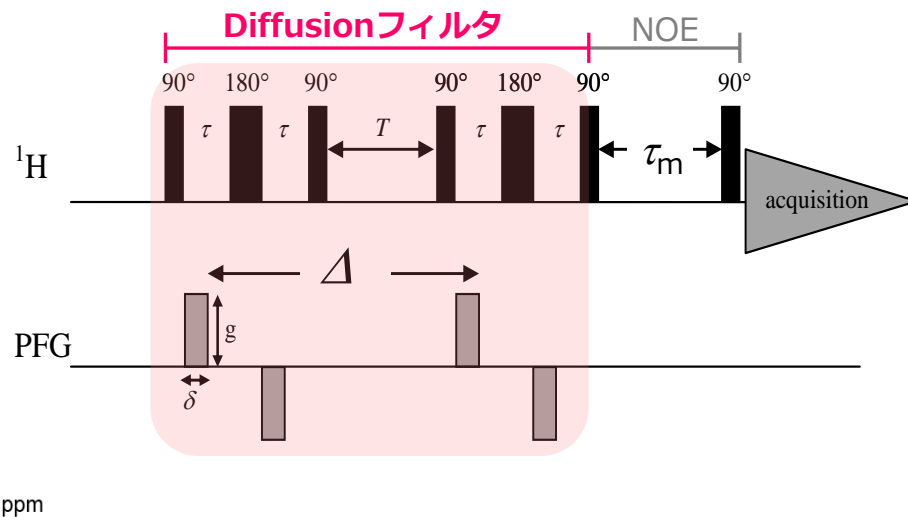 Diffusionフィルタ NOE
90° 180° 90° 90° 180° 90° 90°
τ τ T τ τ
¹H τm acquisition
Δ
g
PFG
δ
ppm